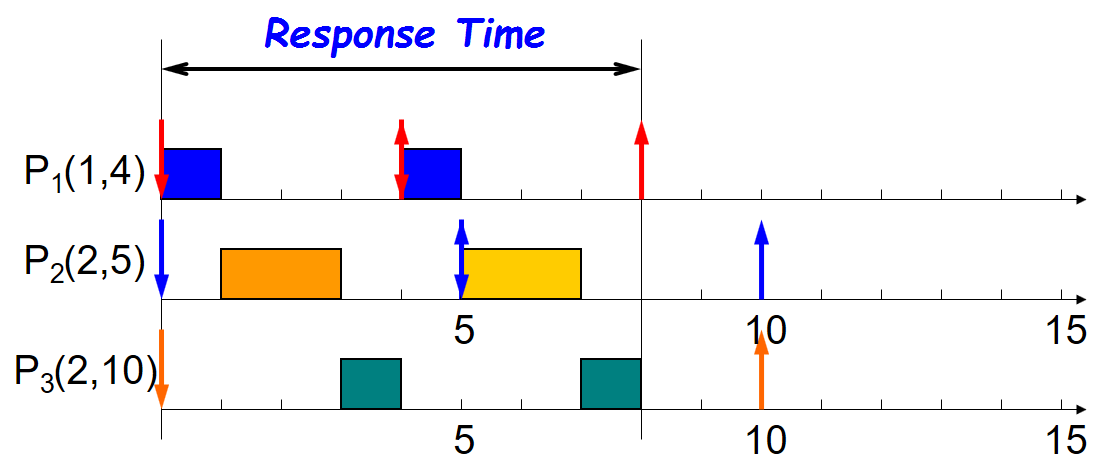 Response Time
P₁(1,4)
P₂(2,5)
5 10 15
P₃(2,10)
5 10 15